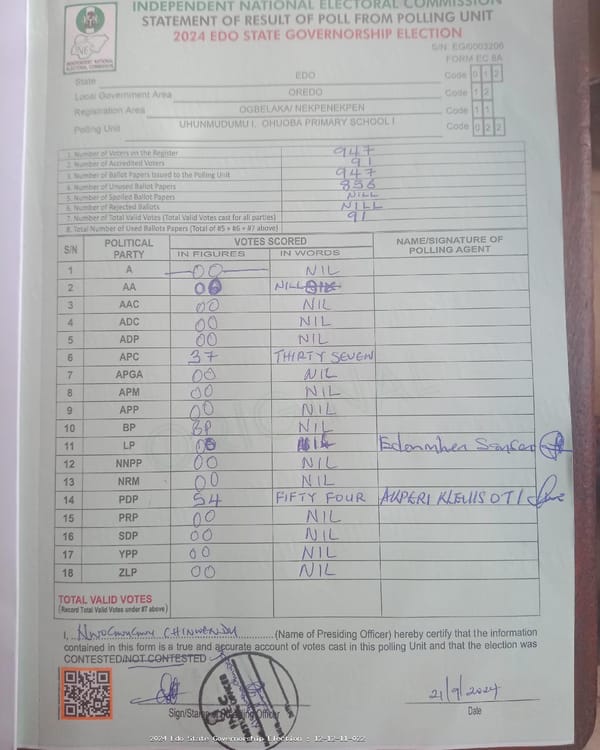 INDEPENDENT NATIONAL ELECTORAL COMMISSION
STATEMENT OF RESULT OF POLL FROM POLLING UNIT
2024 EDO STATE GOVERNORSHIP ELECTION
S/N: EG/0003206
FORM EC 8A
INEC
INDEPENDENT NATIONAL ELECTORAL COMMISSION
State EDO Code 0 1 2
Local Government Area OREDO Code 1 2
Registration Area OGBELAKA/ NEKPENEKPEN Code 1 1
Polling Unit UHUNMUDUMU I, OHUOBA PRIMARY SCHOOL I Code 0 2 2
1. Number of Voters on the Register 947
2. Number of Accredited Voters 91
3. Number of Ballot Papers Issued to the Polling Unit 947
4. Number of Unused Ballot Papers 856
5. Number of Spoiled Ballot Papers NILL
6. Number of Rejected Ballots NILL
7. Number of Total Valid Votes (Total Valid Votes cast for all parties) 91
8. Total Number of Used Ballots Papers (Total of #5 + #6 + #7 above)
S/N POLITICAL PARTY VOTES SCORED NAME/SIGNATURE OF POLLING AGENT
IN FIGURES IN WORDS
1 A 00 NIL
2 AA 00 NILL
3 AAC 00 NIL
4 ADC 00 NIL
5 ADP 00 NIL
6 APC 37 THIRTY SEVEN
7 APGA 00 NIL
8 APM 00 NIL
9 APP 00 NIL
10 BP BP NIL
11 LP
12 NNPP 00 NIL
13 NRM 00 NIL
14 PDP 54 FIFTY FOUR AKPERI
15 PRP 00 NIL
16 SDP 00 NIL
17 YPP 00 NIL
18 ZLP 00 NIL
TOTAL VALID VOTES
(Record Total Valid Votes under #7 above)
I, CHINWENDU (Name of Presiding Officer) hereby certify that the information
contained in this form is a true and accurate account of votes cast in this polling Unit and that the election was
CONTESTED/NOT CONTESTED
21/9/2024
Sign/Stamp of Presiding Officer Date
2024 Edo State Governorship Election : 12-12-11-022